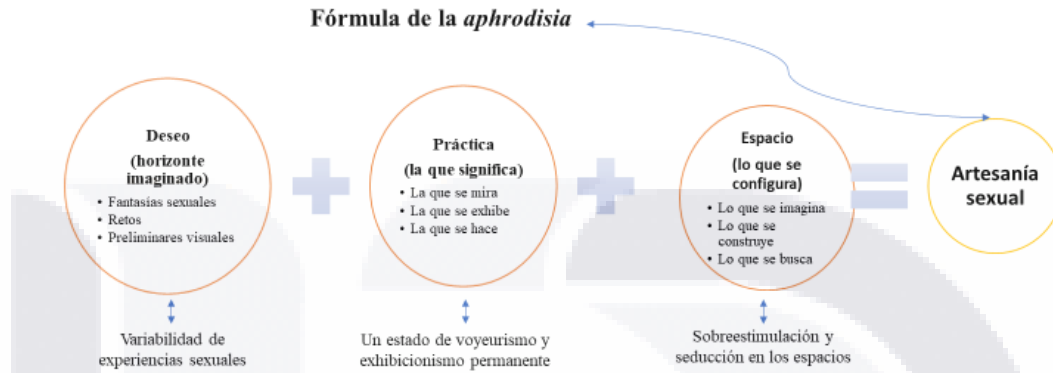 Fórmula de la aphrodisia
Deseo
(horizonte
imaginado)
• Fantasías sexuales
• Retos
• Preliminares visuales
Práctica
(la que significa)
• La que se mira
• La que se exhibe
• La que se hace
Espacio
(lo que se
configura)
• Lo que se imagina
• Lo que se
construye
• Lo que se busca
Artesanía
sexual
Variabilidad de
experiencias sexuales
Un estado de voyeurismo y
exhibicionismo permanente
Sobreestimulación y
seducción en los espacios